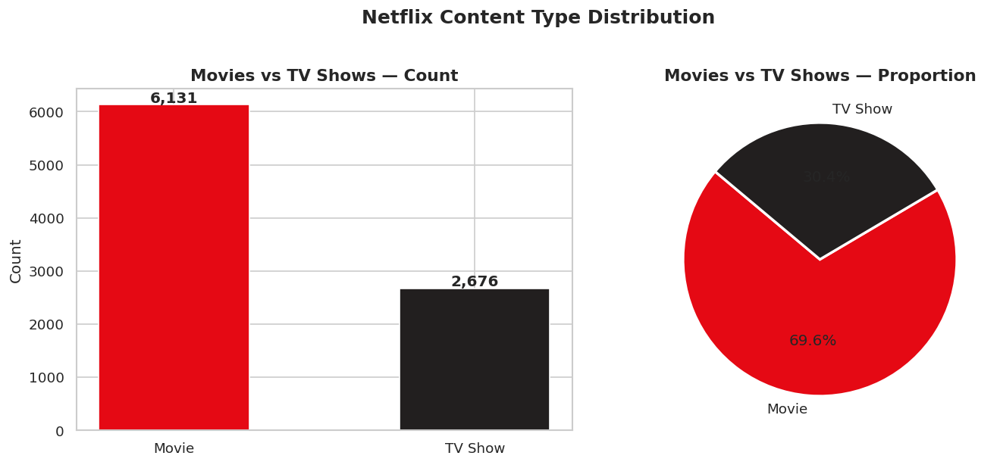 Netflix Content Type Distribution
Movies vs TV Shows — Count
6,131
6000
5000
4000
3000
2000
1000
0
Count
2,676
Movie
TV Show
Movies vs TV Shows — Proportion
TV Show
30.4%
69.6%
Movie